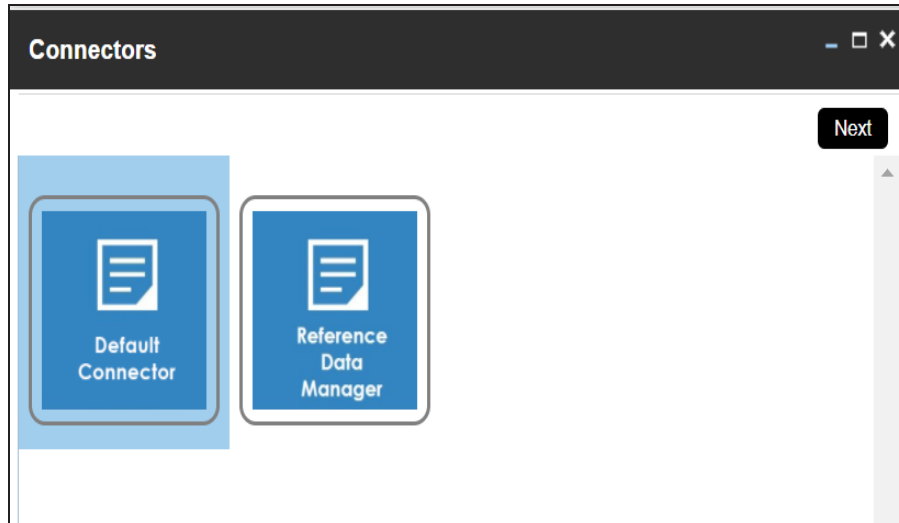 Connectors
Next
Default
Connector
Reference
Data
Manager